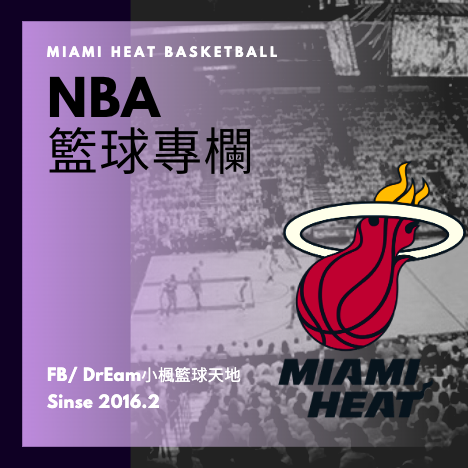 MIAMI HEAT BASKETBALL
NBA
籃球專欄
FB/ DrEam小楓籃球天地
Sinse 2016.2
MIAMI
HEAT